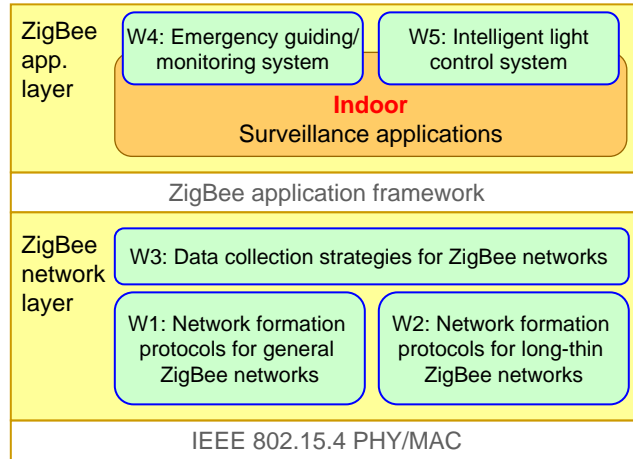 ZigBee
app.
layer
W4: Emergency guiding/
monitoring system
W5: Intelligent light
control system
Indoor
Surveillance applications
ZigBee application framework
ZigBee
network
layer
W3: Data collection strategies for ZigBee networks
W1: Network formation
protocols for general
ZigBee networks
W2: Network formation
protocols for long-thin
ZigBee networks
IEEE 802.15.4 PHY/MAC